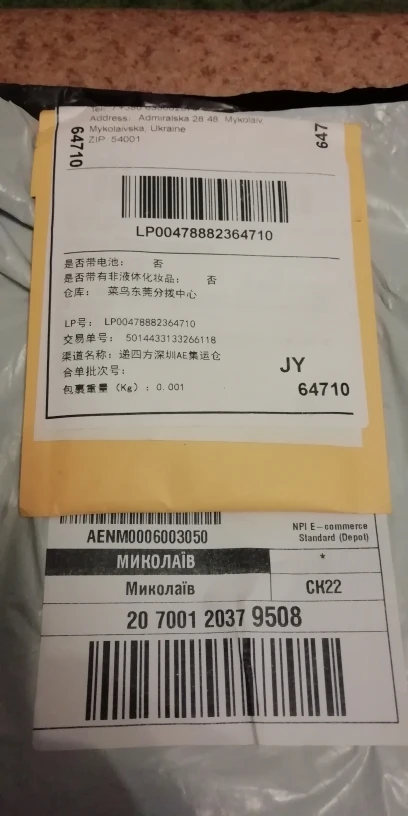 Address: Admiralska 28 48 Mykolaiv
Mykolaivska, Ukraine
ZIP: 54001
64710
647
LP00478882364710
是否带电池： 否
是否带有非液体化妆品： 否
仓库： 菜鸟东莞分拨中心
LP号： LP00478882364710
交易单号： 5014433133266118
渠道名称：递四方深圳AE集运仓
合单批次号：
包裹重量（Kg）：0.001
JY
64710
AENM0006003050
NPI E-commerce
Standard (Depot)
МИКОЛАЇВ
*
Миколаїв
СК22
20 7001 2037 9508